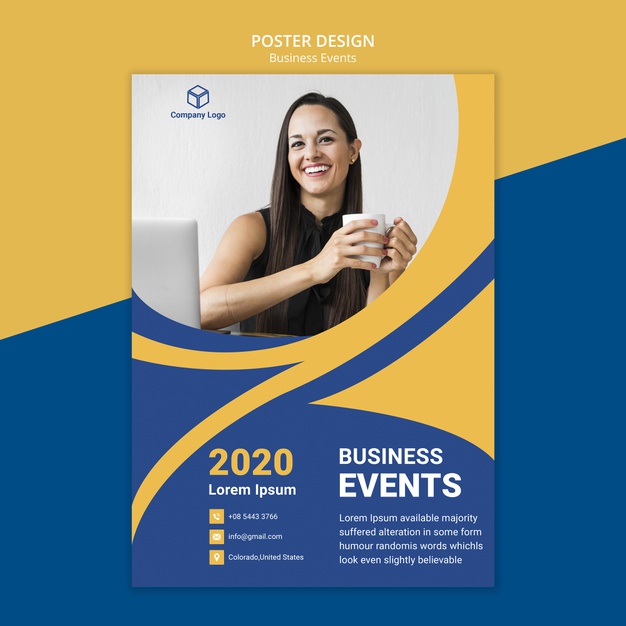 POSTER DESIGN
Business Events
Company Logo
2020
Lorem Ipsum
+08 5443 3766
info@gmail.com
Colorado,United States
BUSINESS
EVENTS
Lorem Ipsum available majority
suffered alteration in some form
humour randomis words whichls
look even slightly believable